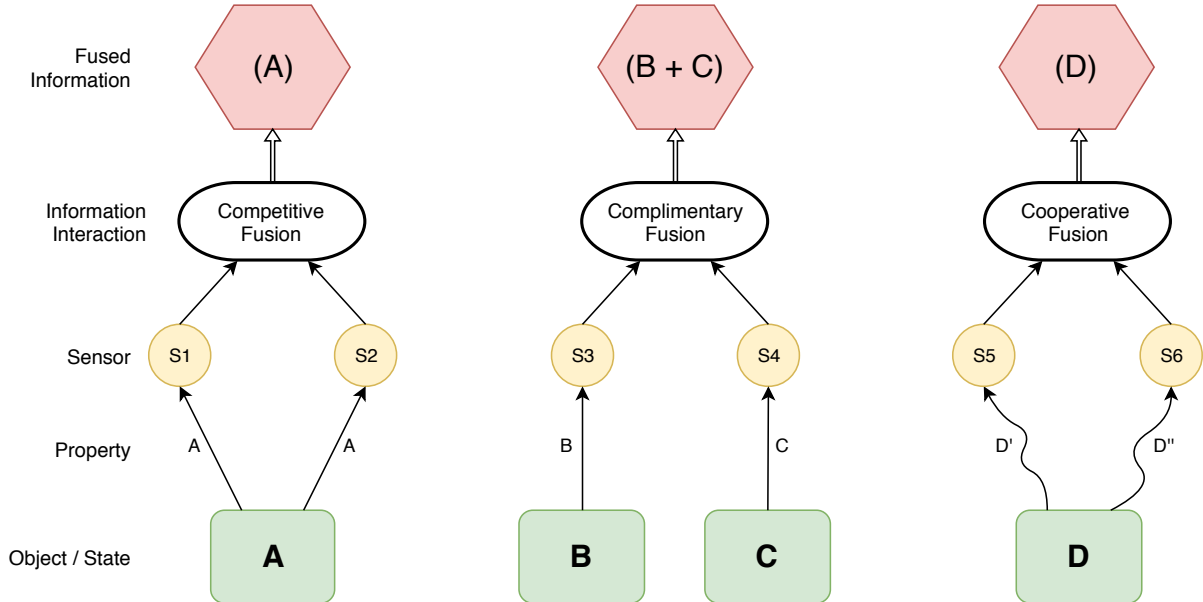 Fused
Information
(A)
(B + C)
(D)
Information
Interaction
Competitive
Fusion
Complimentary
Fusion
Cooperative
Fusion
Sensor
S1
S2
S3
S4
S5
S6
Property
A
A
B
C
D'
D"
Object / State
A
B
C
D